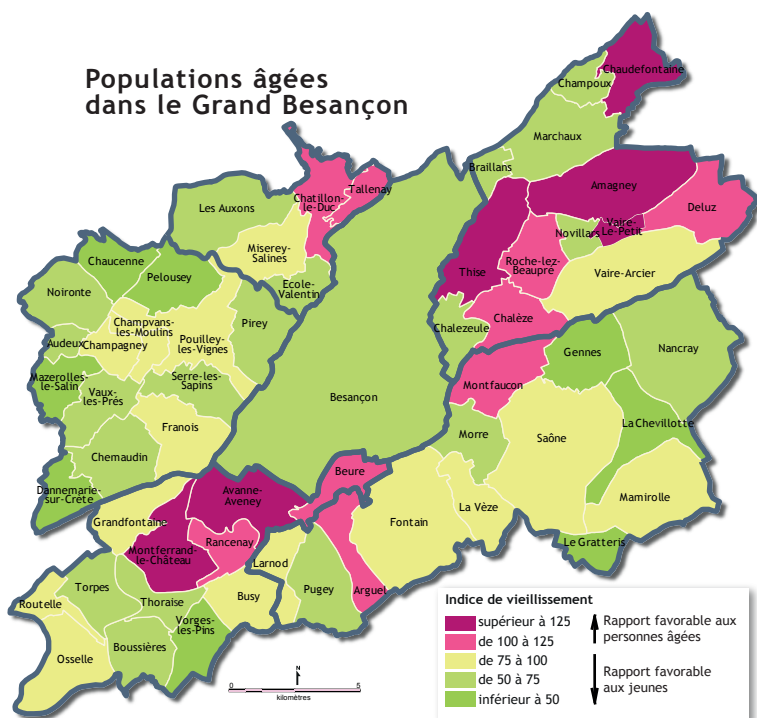 Populations âgées
dans le Grand Besançon
Chaudefontaine
Champoux
Marchaux
Braillans
Amagney
Tallenay
Chatillon-
le-Duc
Deluz
Les Auxons
Vaire-
Le-Petit
Novillars
Miserey-
Salines
Roche-lez-
Beaupré
Chaucenne
Thise
Vaire-Arcier
Pelousey
Ecole-
Valentin
Noironte
Chalèze
Pirey
Chalezeule
Champvans-
les-Moulins
Pouilley-
les-Vignes
Audeux
Champagney
Gennes
Nancray
Mazerolles-
le-Salin
Serre-les-
Sapins
Montfaucon
Vaux-
les-Prés
Besançon
La Chevillotte
Franois
Morre
Saône
Chemaudin
Beure
Dannemarie-
sur-Crète
Avanne-
Aveney
Mamirolle
Grandfontaine
Fontain
La Vèze
Rancenay
Le Gratteris
Montferrand-
le-Château
Larnod
Torpes
Pugey
Arguel
Thoraise
Busy
Routelle
Vorges-
les-Pins
Boussières
Osselle
N
0 5
kilomètres
Indice de vieillissement
supérieur à 125
de 100 à 125
de 75 à 100
de 50 à 75
inférieur à 50
Rapport favorable aux
personnes âgées
Rapport favorable
aux jeunes